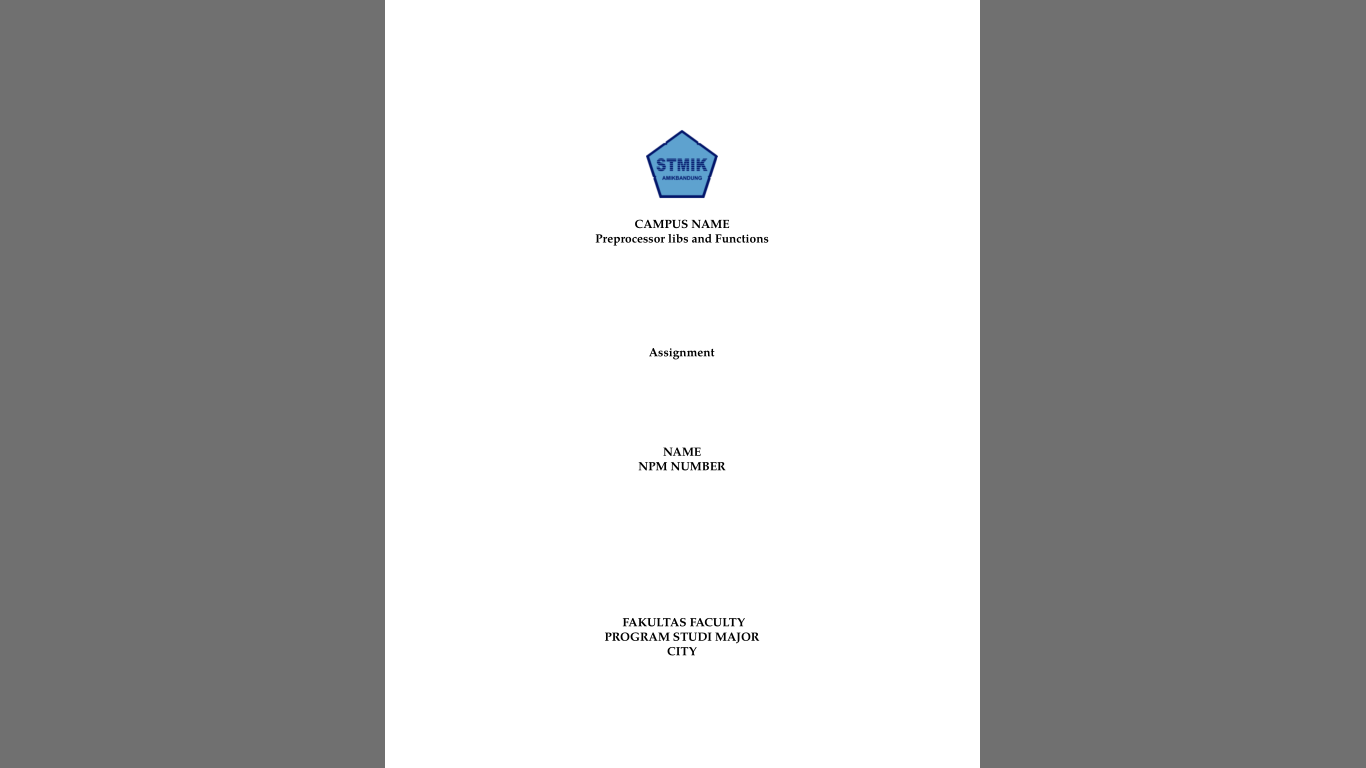 STMIK
AMIKBANDUNG
CAMPUS NAME
Preprocessor libs and Functions
Assignment
NAME
NPM NUMBER
FAKULTAS FACULTY
PROGRAM STUDI MAJOR
CITY